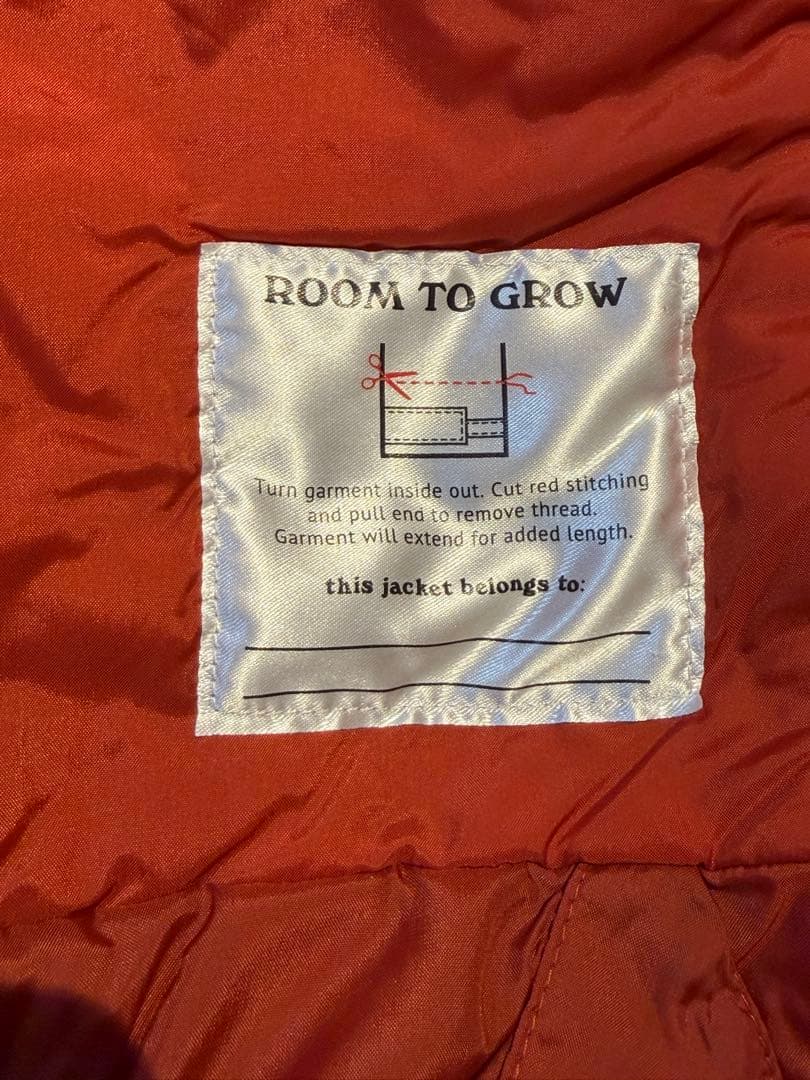 ROOM TO GROW
Turn garment inside out. Cut red stitching
and pull end to remove thread.
Garment will extend for added length.
this jacket belongs to: